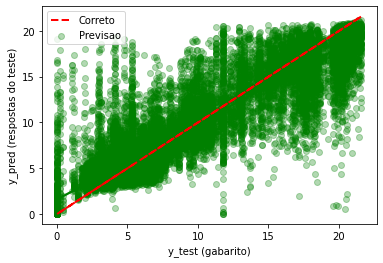 Correto
Previsao
y_pred (respostas do teste)
20
15
10
5
0
0
5
10
15
20
y_test (gabarito)